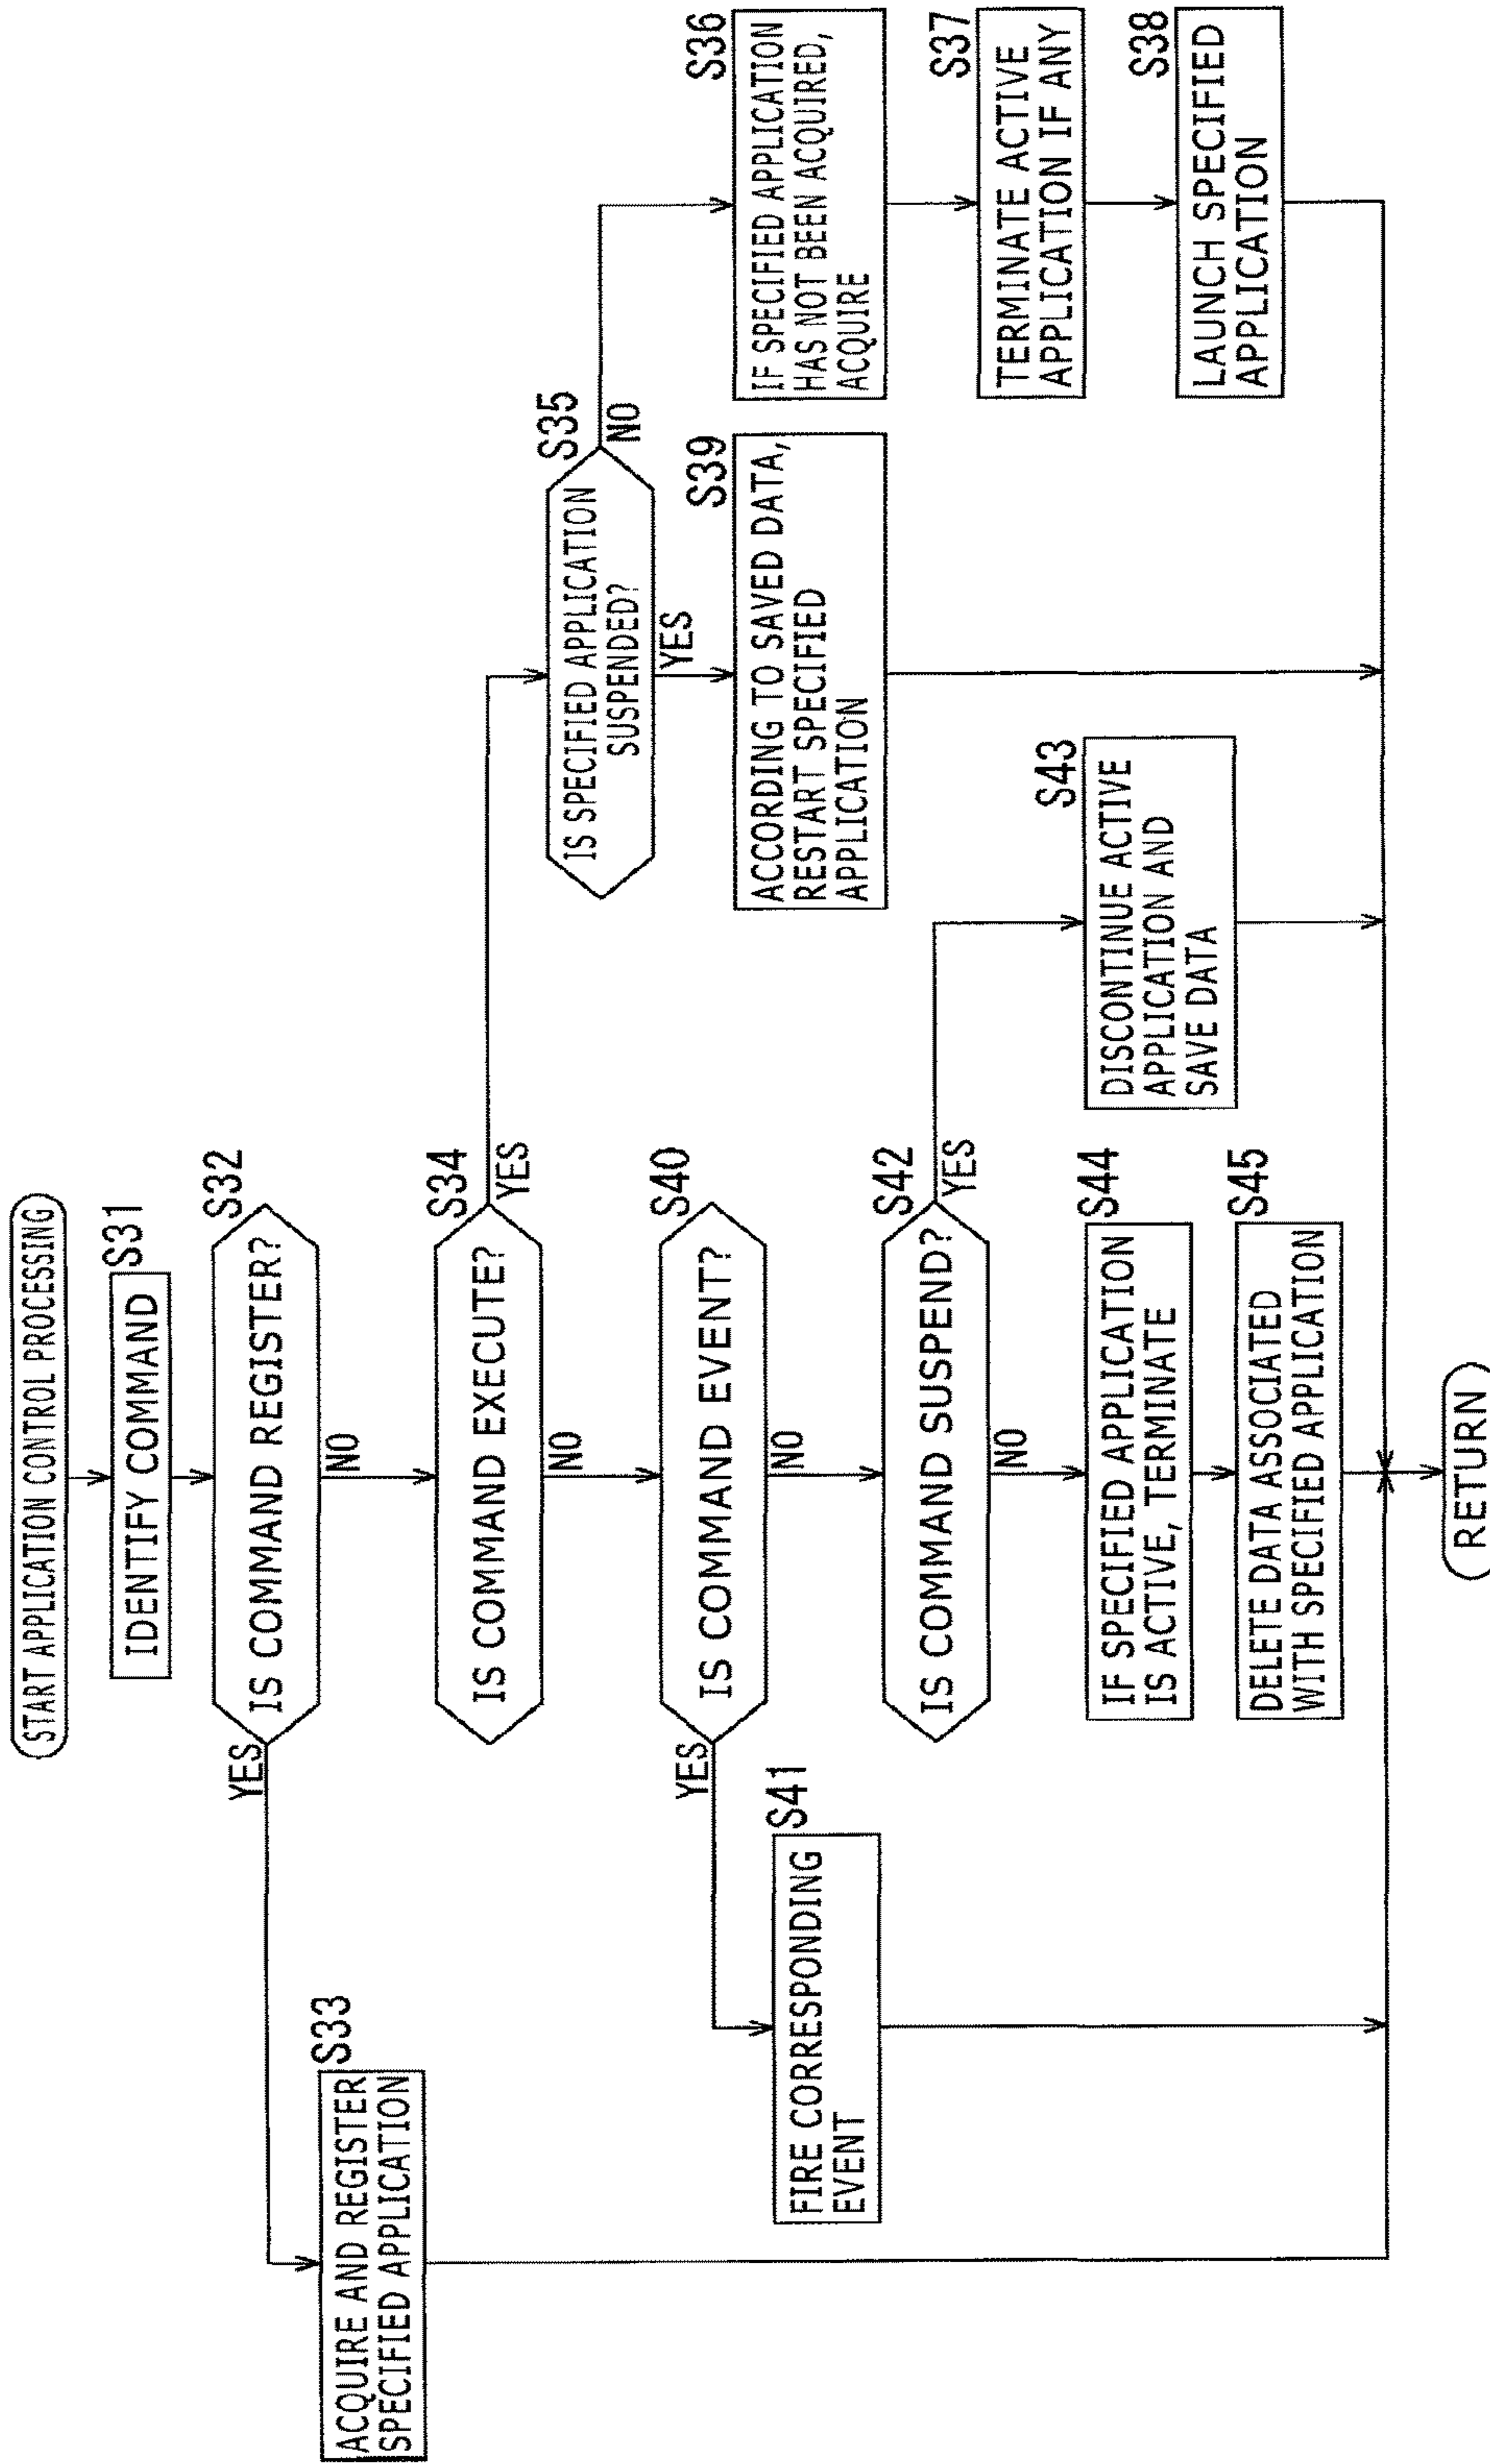 START APPLICATION CONTROL PROCESSING
S31
IDENTIFY COMMAND
S32
IS COMMAND REGISTER?
YES
NO
S33
ACQUIRE AND REGISTER
SPECIFIED APPLICATION
S34
IS COMMAND EXECUTE?
YES
NO
S35
IS SPECIFIED APPLICATION
SUSPENDED?
NO
YES
S36
IF SPECIFIED APPLICATION
HAS NOT BEEN ACQUIRED,
ACQUIRE
S37
TERMINATE ACTIVE
APPLICATION IF ANY
S38
LAUNCH SPECIFIED
APPLICATION
S39
ACCORDING TO SAVED DATA,
RESTART SPECIFIED
APPLICATION
S40
IS COMMAND EVENT?
YES
NO
S41
FIRE CORRESPONDING
EVENT
S42
IS COMMAND SUSPEND?
YES
NO
S43
DISCONTINUE ACTIVE
APPLICATION AND
SAVE DATA
S44
IF SPECIFIED APPLICATION
IS ACTIVE, TERMINATE
S45
DELETE DATA ASSOCIATED
WITH SPECIFIED APPLICATION
RETURN